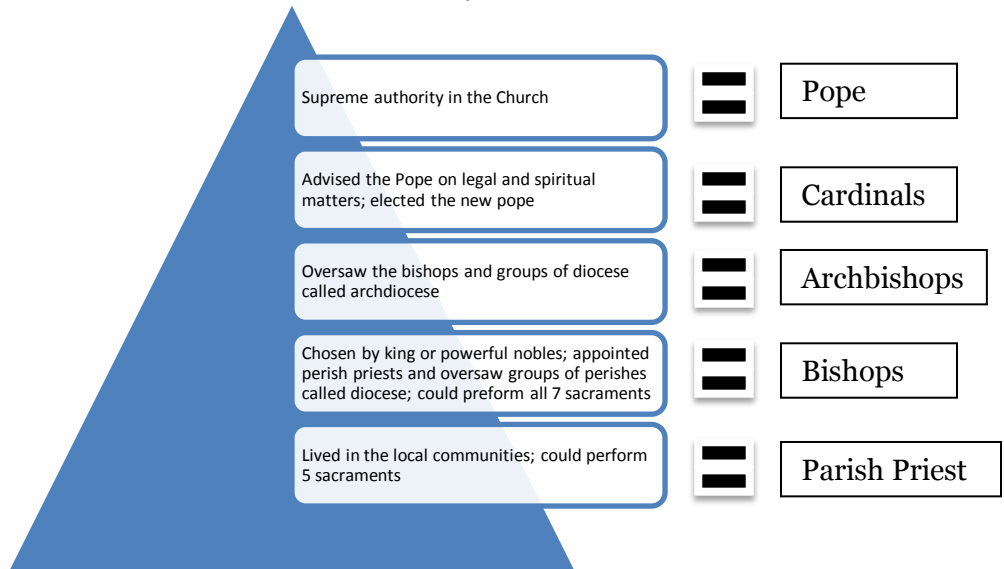 Supreme authority in the Church
Pope
Advised the Pope on legal and spiritual
matters; elected the new pope
Cardinals
Oversaw the bishops and groups of diocese
called archdiocese
Archbishops
Chosen by king or powerful nobles; appointed
perish priests and oversaw groups of perishes
called diocese; could preform all 7 sacraments
Bishops
Lived in the local communities; could perform
5 sacraments
Parish Priest